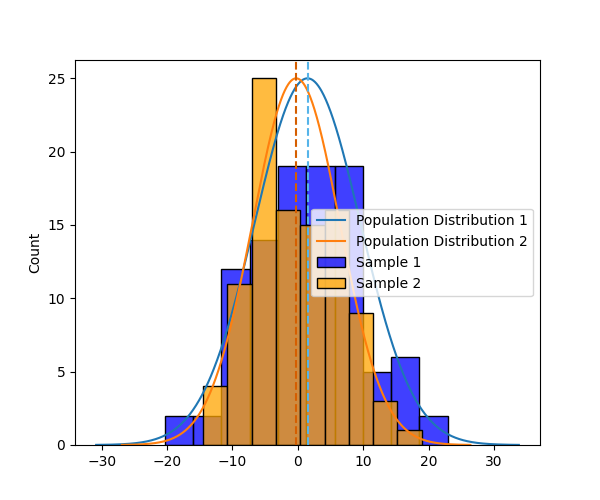 25
20
15
10
5
0
Count
Population Distribution 1
Population Distribution 2
Sample 1
Sample 2
−30 −20 −10 0 10 20 30